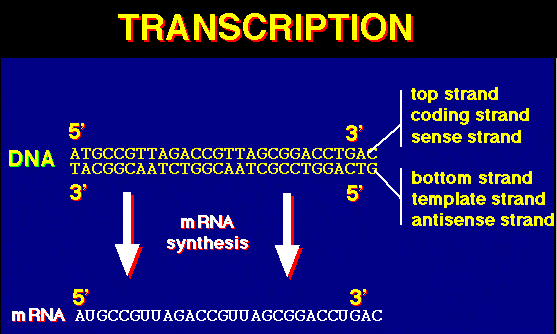 TRANSCRIPTION
top strand
coding strand
sense strand
5’ 3’
DNA
ATGCCGTTAGACCGTTAGCGGACCTGAC
TACGGCAATCTGGCAATCGCCTGGACTG
3’ 5’
bottom strand
template strand
antisense strand
mRNA
synthesis
5’ 3’
mRNA AUGCCGUUAGACCGUUAGCGGACCUGAC